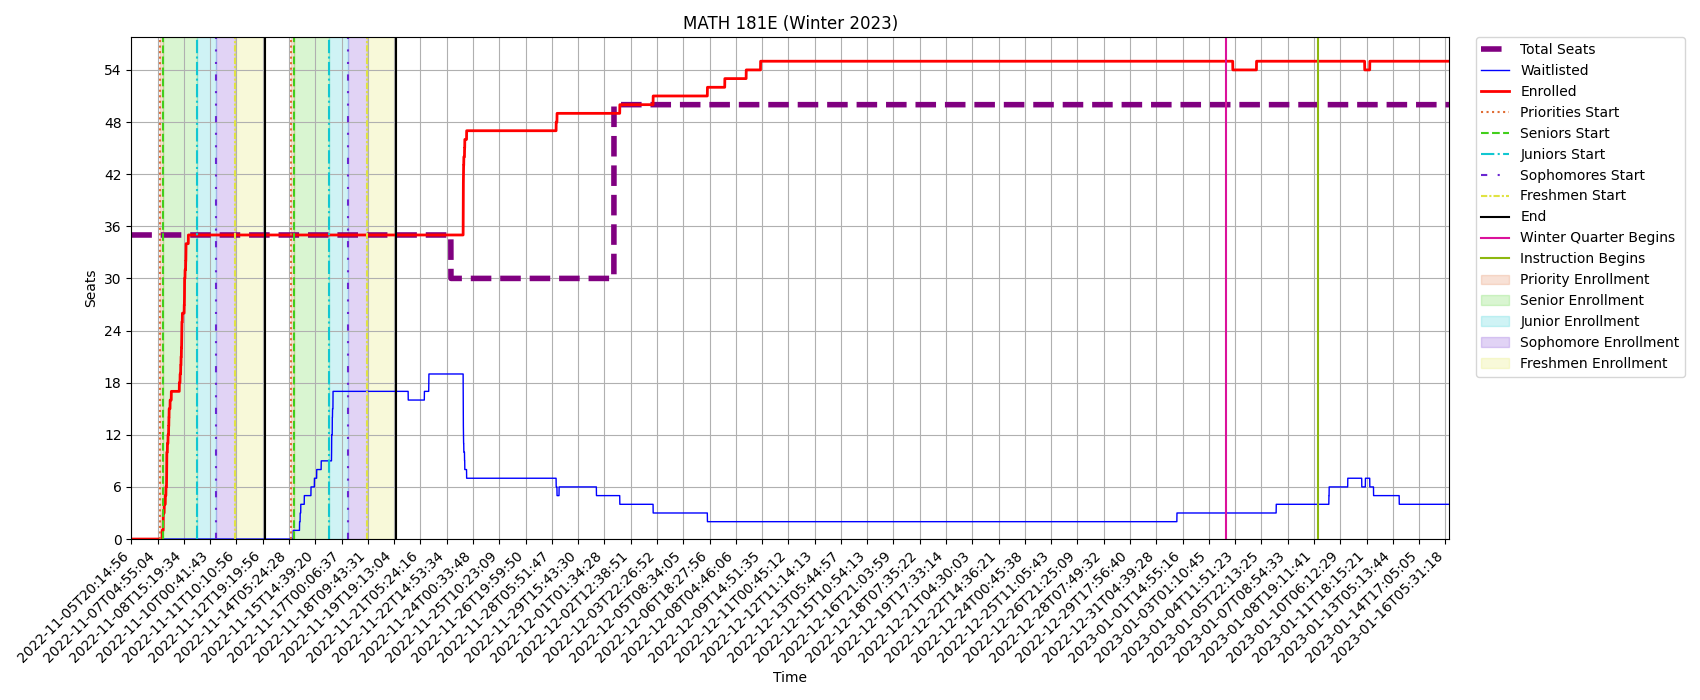 MATH 181E (Winter 2023)
Seats
54
48
42
36
30
24
18
12
6
0
2022-11-05T20:14:56
2022-11-07T04:55:04
2022-11-08T15:19:34
2022-11-10T00:41:43
2022-11-11T10:10:56
2022-11-12T19:19:56
2022-11-14T05:24:28
2022-11-15T14:39:20
2022-11-17T00:06:37
2022-11-18T09:43:31
2022-11-19T19:13:04
2022-11-21T05:24:16
2022-11-22T14:53:34
2022-11-25T00:33:48
2022-11-25T10:23:09
2022-11-26T19:59:50
2022-11-28T05:51:47
2022-11-29T15:43:30
2022-12-01T01:34:28
2022-12-02T12:38:51
2022-12-03T22:26:52
2022-12-05T08:34:05
2022-12-06T18:27:56
2022-12-08T04:46:06
2022-12-09T14:51:35
2022-12-11T00:45:12
2022-12-12T11:14:13
2022-12-13T05:44:57
2022-12-15T10:54:13
2022-12-16T21:03:59
2022-12-18T07:35:22
2022-12-19T17:33:14
2022-12-21T04:30:03
2022-12-22T14:36:21
2022-12-24T00:45:38
2022-12-25T11:05:43
2022-12-26T21:25:09
2022-12-28T07:49:32
2022-12-29T17:56:40
2022-12-31T04:39:28
2023-01-01T14:55:16
2023-01-03T01:10:45
2023-01-04T11:51:23
2023-01-05T22:13:25
2023-01-07T08:54:33
2023-01-08T19:11:41
2023-01-10T06:12:29
2023-01-11T18:15:21
2023-01-13T05:13:44
2023-01-14T17:05:05
2023-01-16T05:31:18
Time
Total Seats
Waitlisted
Enrolled
Priorities Start
Seniors Start
Juniors Start
Sophomores Start
Freshmen Start
End
Winter Quarter Begins
Instruction Begins
Priority Enrollment
Senior Enrollment
Junior Enrollment
Sophomore Enrollment
Freshmen Enrollment